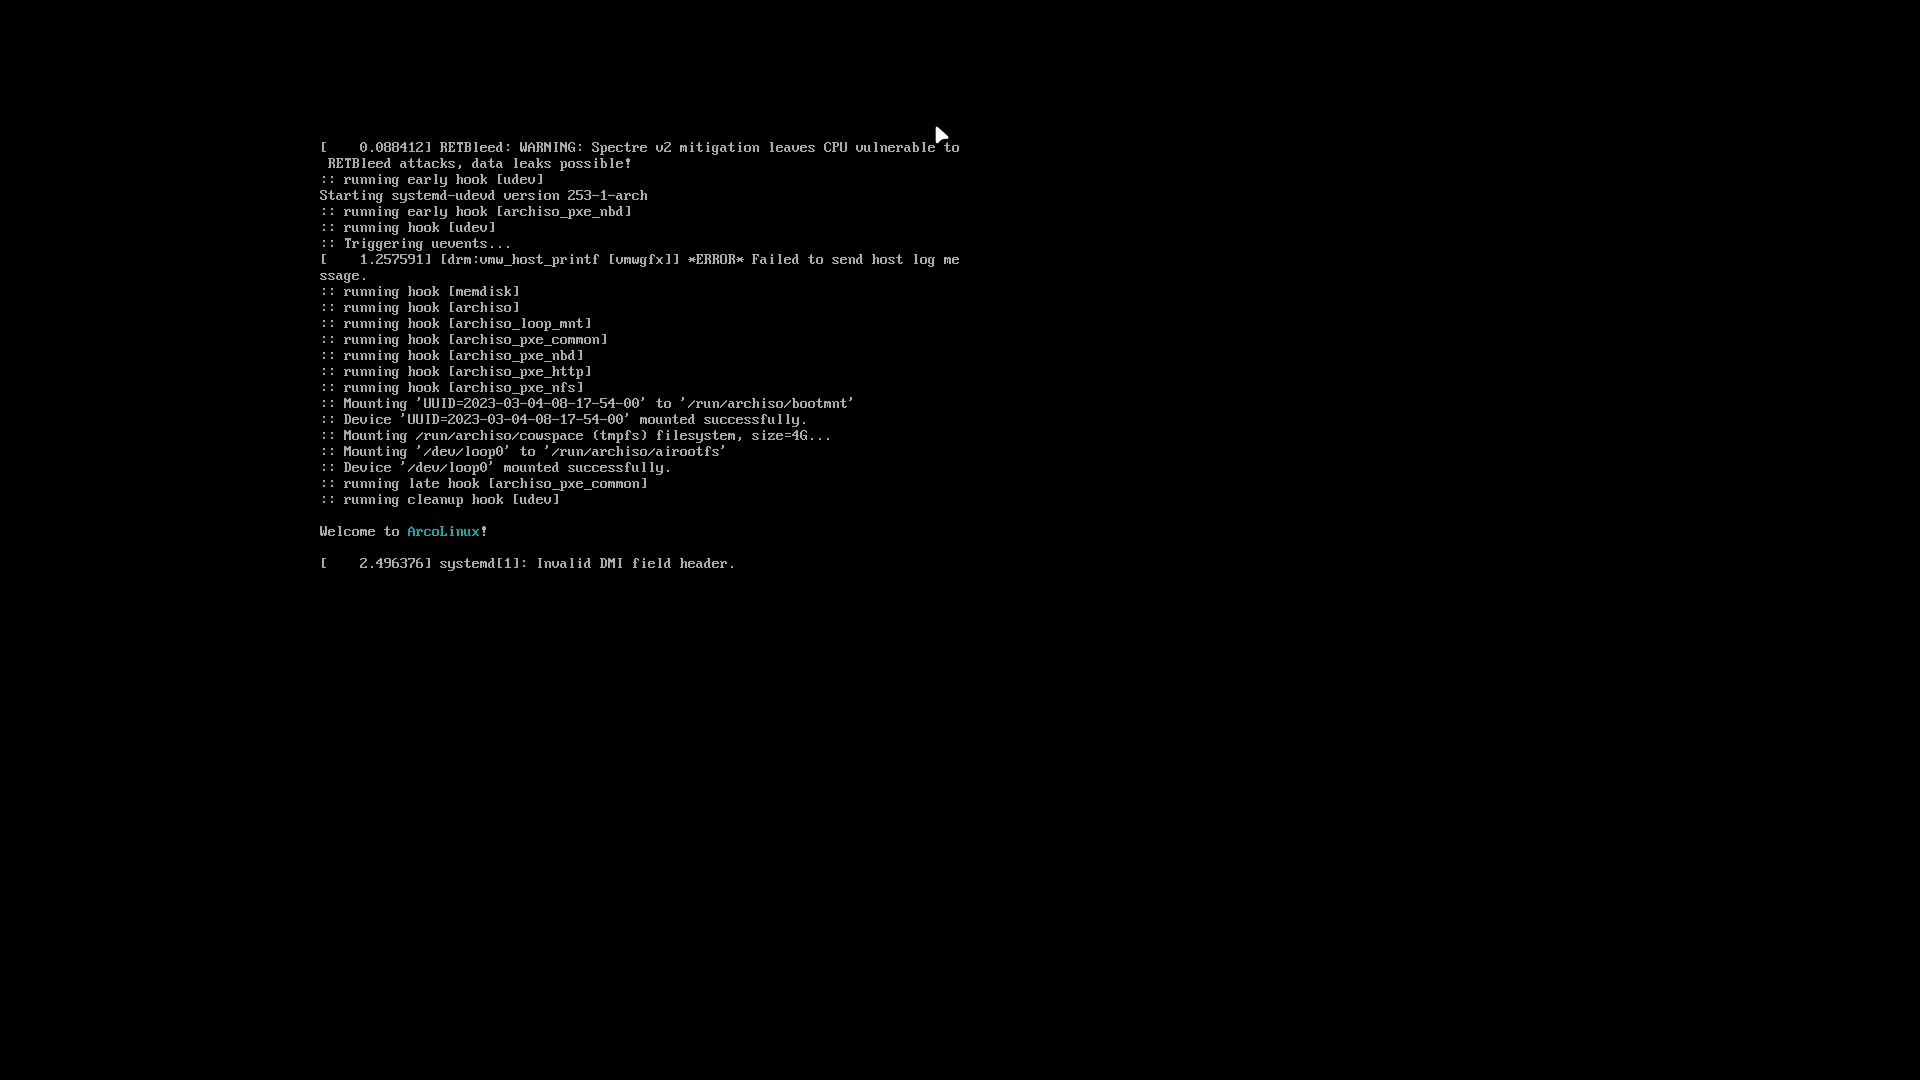 [    0.088412] RETBleed: WARNING: Spectre v2 mitigation leaves CPU vulnerable to
 RETBleed attacks, data leaks possible!
:: running early hook [udev]
Starting systemd-udevd version 253-1-arch
:: running early hook [archiso_pxe_nbd]
:: running hook [udev]
:: Triggering uevents...
[    1.257591] [drm:vmw_host_printf [vmwgfx]] *ERROR* Failed to send host log me
ssage.
:: running hook [memdisk]
:: running hook [archiso]
:: running hook [archiso_loop_mnt]
:: running hook [archiso_pxe_common]
:: running hook [archiso_pxe_nbd]
:: running hook [archiso_pxe_http]
:: running hook [archiso_pxe_nfs]
:: Mounting 'UUID=2023-03-04-08-17-54-00' to '/run/archiso/bootmnt'
:: Device 'UUID=2023-03-04-08-17-54-00' mounted successfully.
:: Mounting /run/archiso/cowspace (tmpfs) filesystem, size=4G...
:: Mounting '/dev/loop0' to '/run/archiso/airootfs'
:: Device '/dev/loop0' mounted successfully.
:: running late hook [archiso_pxe_common]
:: running cleanup hook [udev]
Welcome to ArcoLinux!
[    2.496376] systemd[1]: Invalid DMI field header.